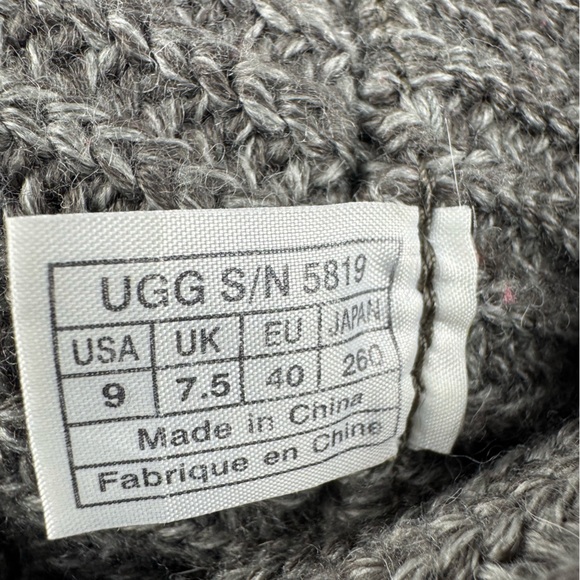 UGG S/N 5819
USA UK EU JAPAN
9 7.5 40 260
Made in China
Fabrique en Chine